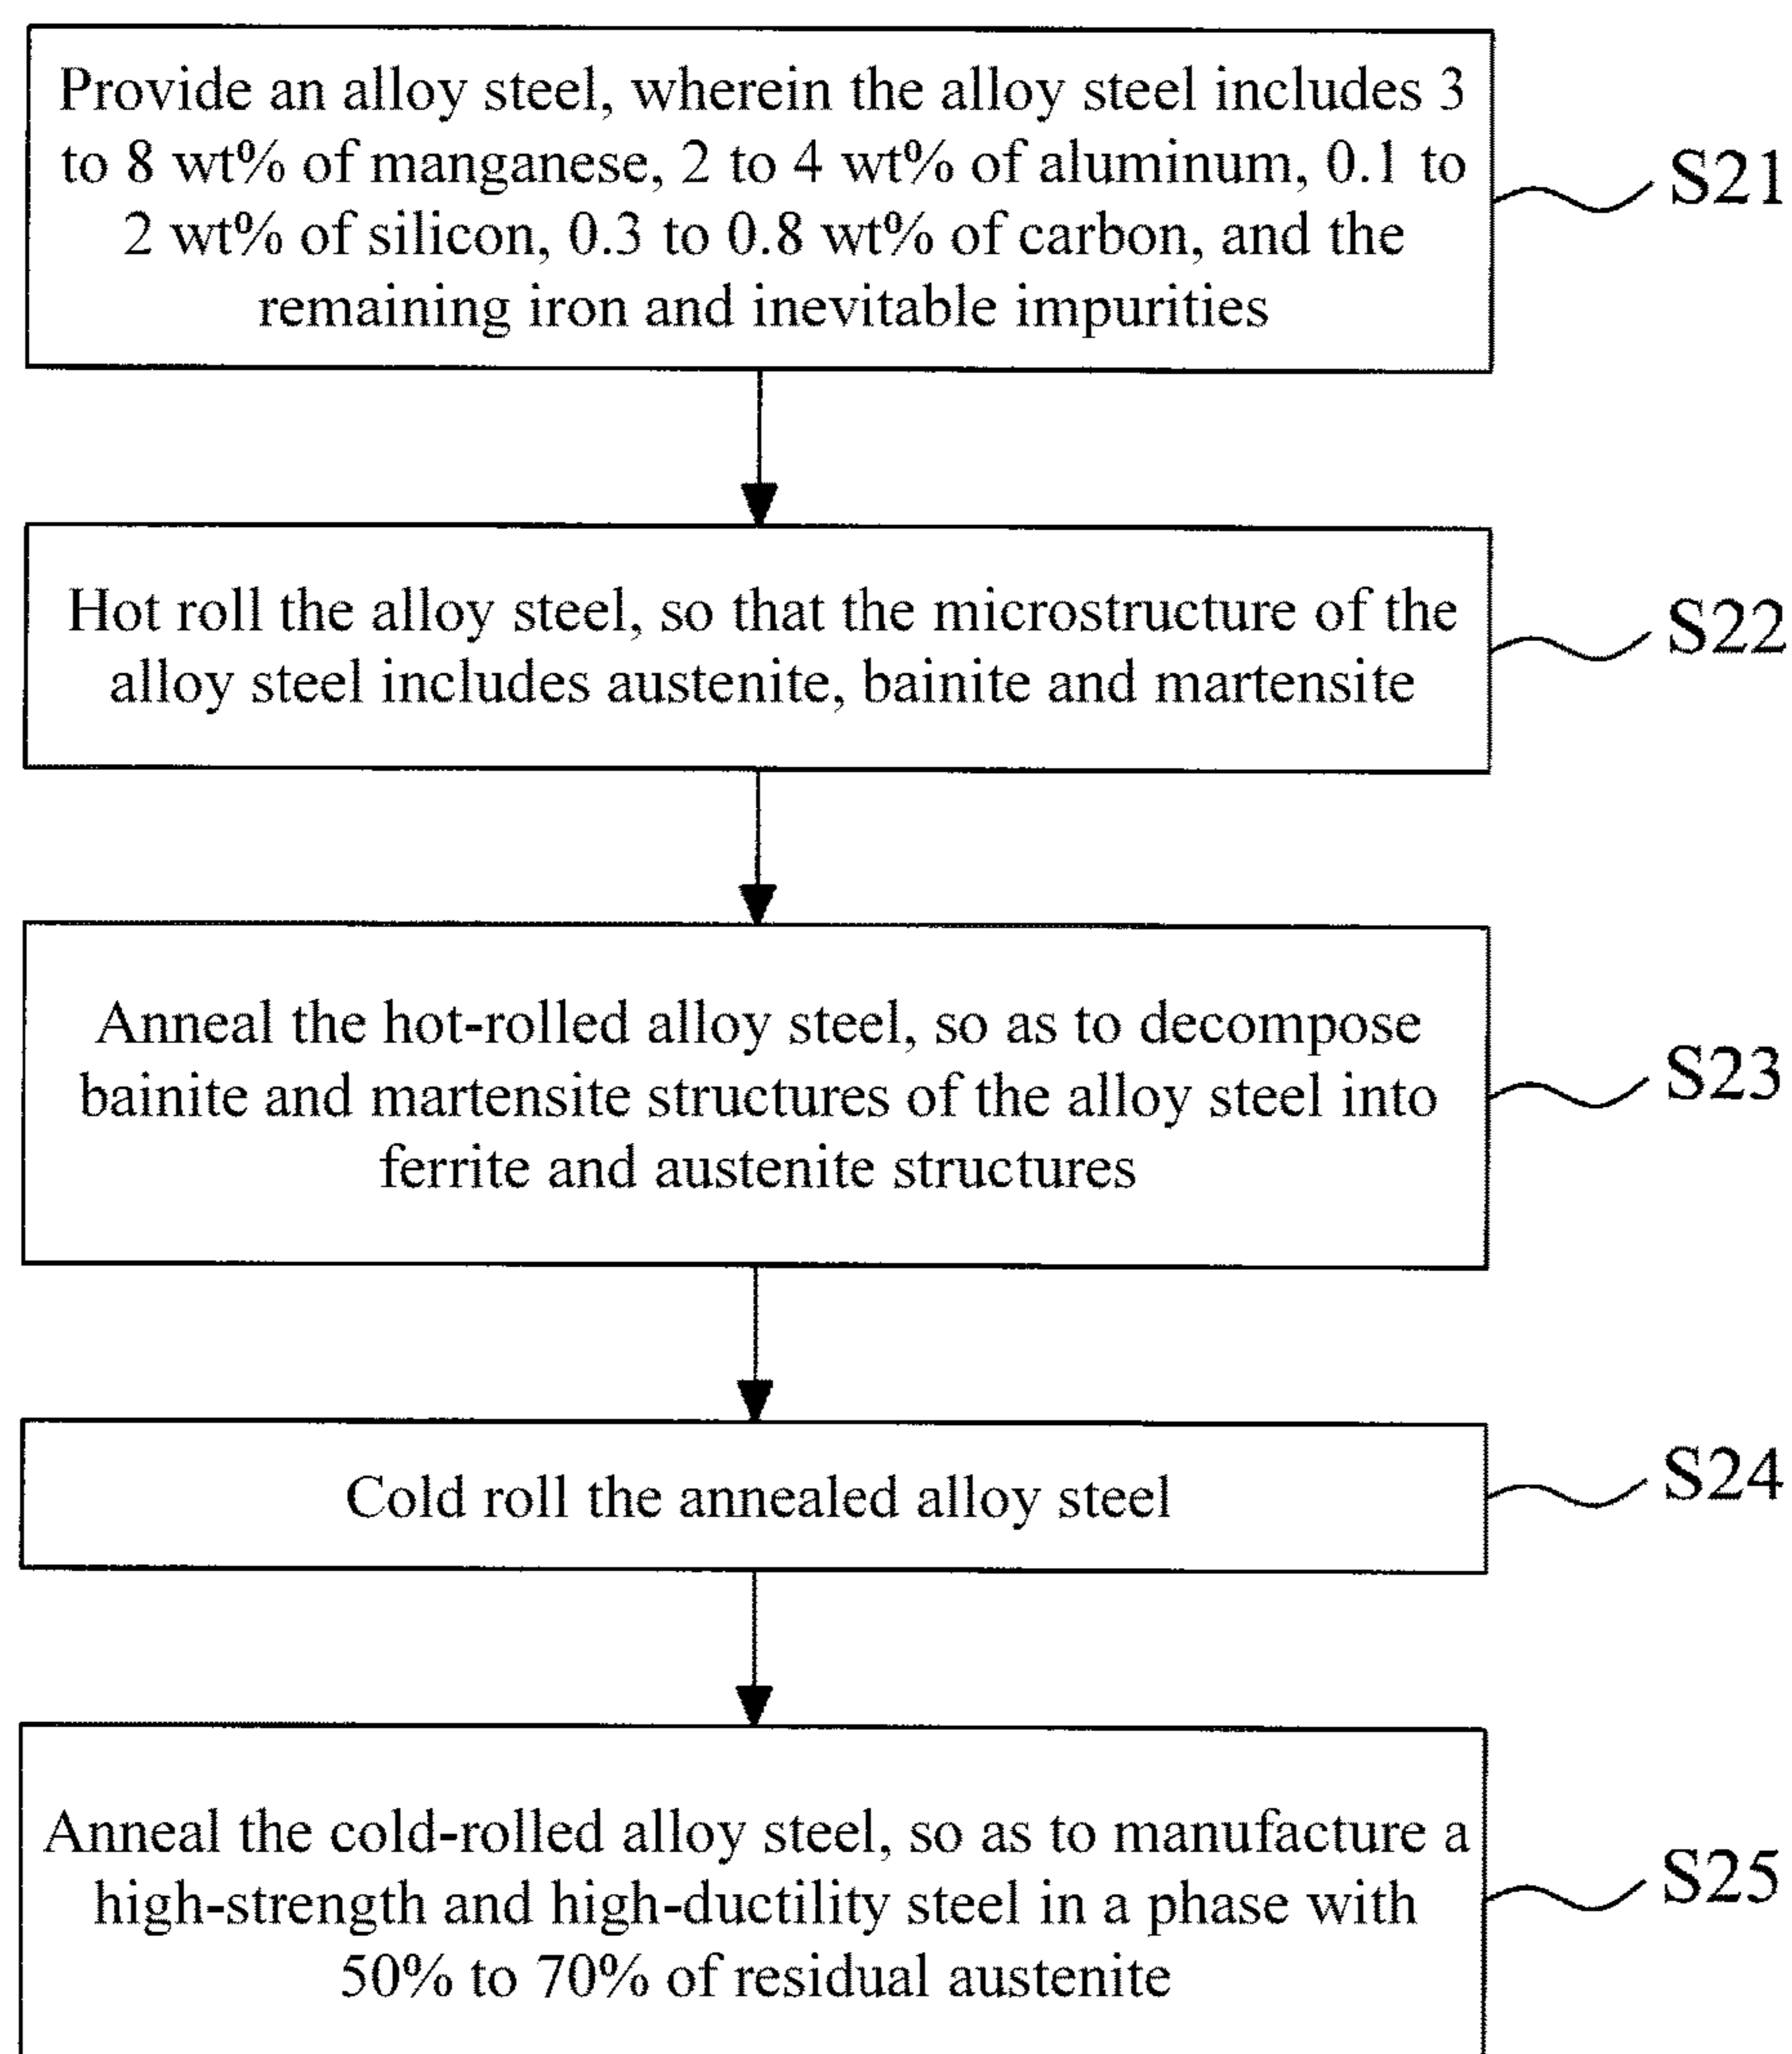 Provide an alloy steel, wherein the alloy steel includes 3
to 8 wt% of manganese, 2 to 4 wt% of aluminum, 0.1 to
2 wt% of silicon, 0.3 to 0.8 wt% of carbon, and the
remaining iron and inevitable impurities
S21
Hot roll the alloy steel, so that the microstructure of the
alloy steel includes austenite, bainite and martensite
S22
Anneal the hot-rolled alloy steel, so as to decompose
bainite and martensite structures of the alloy steel into
ferrite and austenite structures
S23
Cold roll the annealed alloy steel
S24
Anneal the cold-rolled alloy steel, so as to manufacture a
high-strength and high-ductility steel in a phase with
50% to 70% of residual austenite
S25